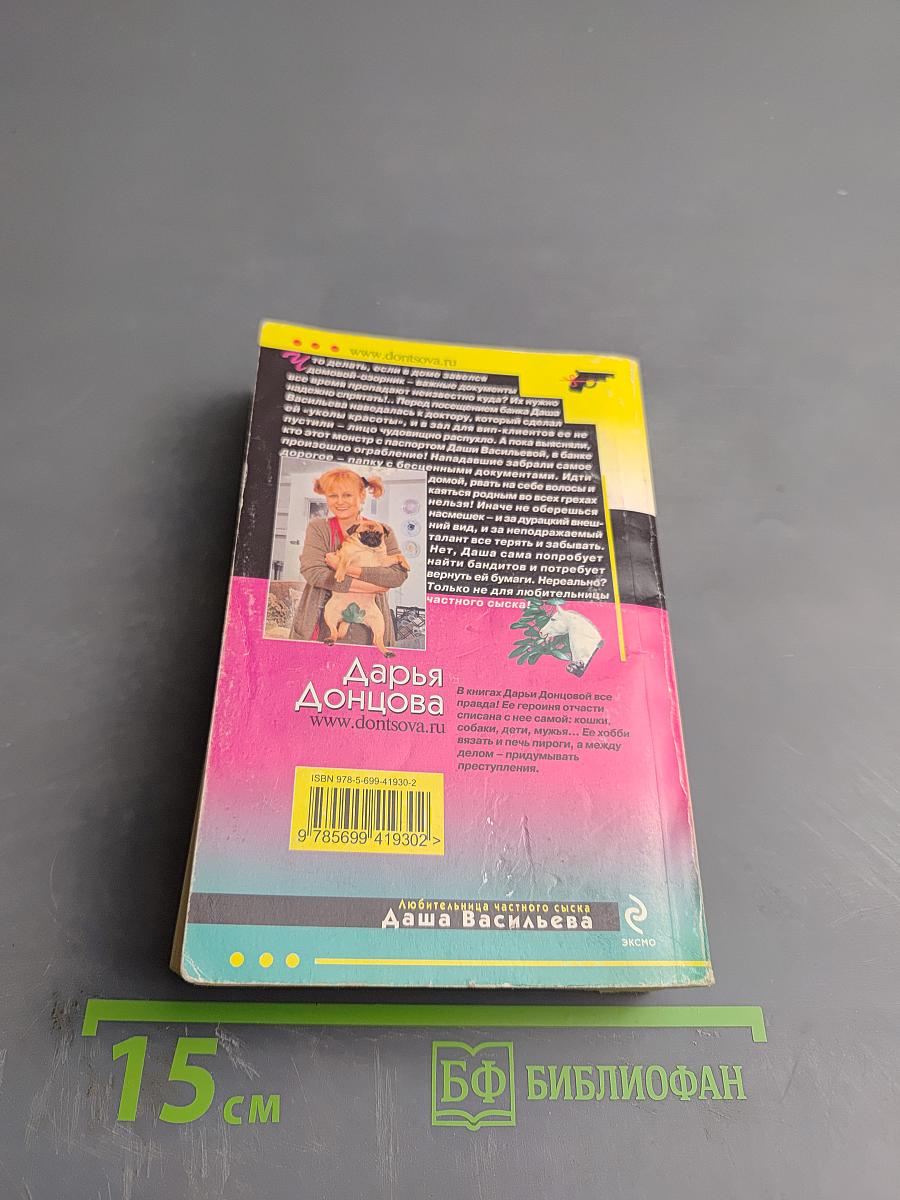 www.dontsova.ru
Что делать, если в доме завелся
домовой-озорник – важные документы
все время пропадают неизвестно куда? Их нужно
надежно спрятать!.. Перед посещением банка Даша
Васильева наведалась к доктору, который сделал
ей «уколы красоты», и в зал для вип-клиентов ее не
пустили – лицо чудовищно распухло. А пока выясняли,
кто этот монстр с паспортом Даши Васильевой, в банке
произошло ограбление! Нападавшие забрали самое
дорогое – папку с бесценными документами. Идти
домой, рвать на себе волосы и
каяться родным во всех грехах
нельзя! Иначе не оберешься
насмешек – и за дурацкий внеш-
ний вид, и за неподражаемый
талант все терять и забывать.
Нет, Даша сама попробует
найти бандитов и потребует
вернуть ей бумаги. Нереально?
Только не для любительницы
частного сыска!
Дарья
Донцова
www.dontsova.ru
В книгах Дарьи Донцовой все
правда! Ее героиня отчасти
списана с нее самой: кошки,
собаки, дети, мужья... Ее хобби
вязать и печь пироги, а между
делом – придумывать
преступления.
ISBN 978-5-699-41930-2
9 785699 419302 >
Любительница частного сыска
Даша Васильева
ЭКСМО
15 см
БФ БИБЛИОФАН